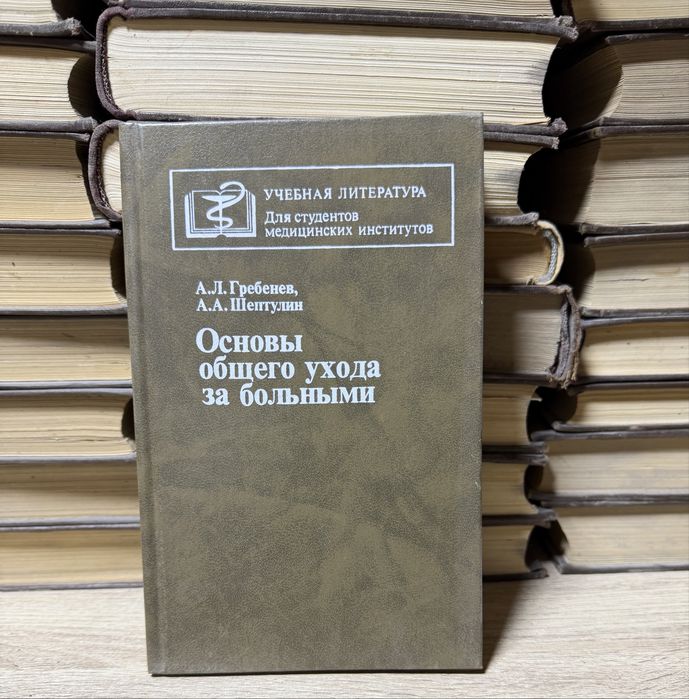 УЧЕБНАЯ ЛИТЕРАТУРА
Для студентов
медицинских институтов
А.Л.Гребенев,
А.А.Шептулин
Основы
общего ухода
за больными